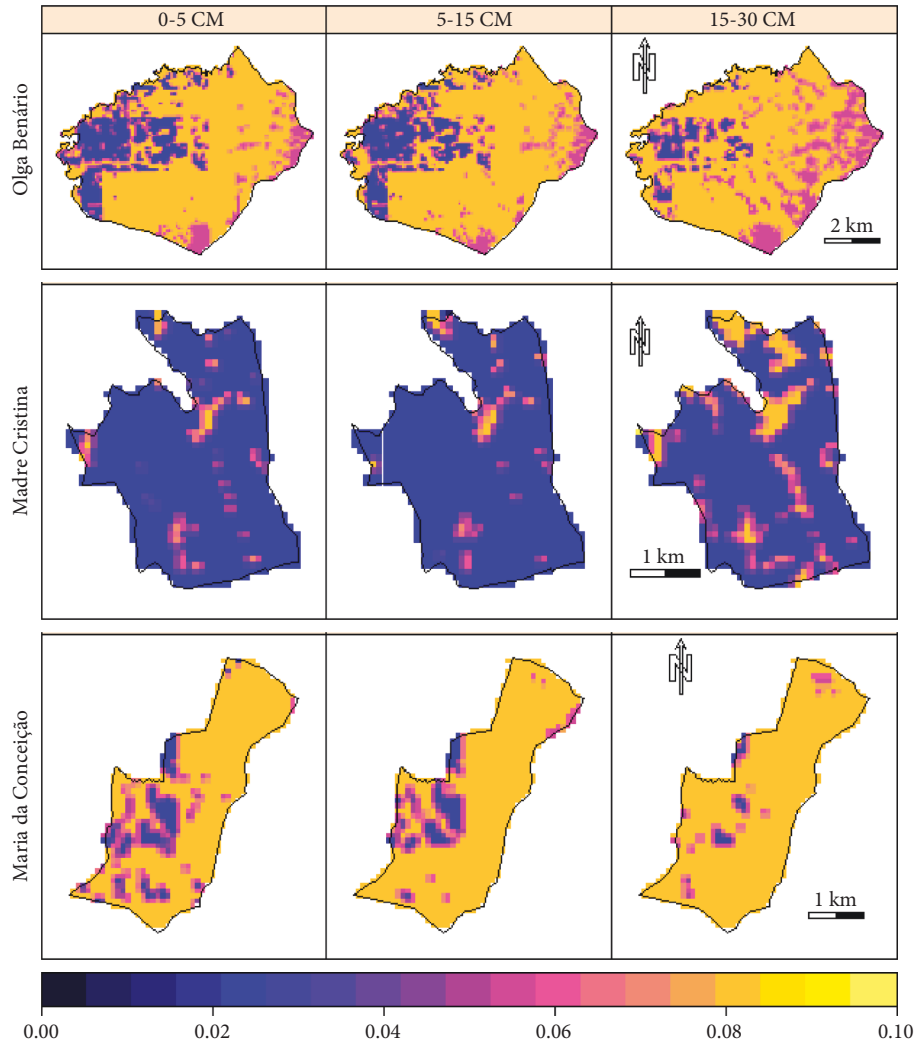 0-5 CM 5-15 CM 15-30 CM
Olga Benário
N
2 km
Madre Cristina
N
1 km
Maria da Conceição
N
1 km
0.00 0.02 0.04 0.06 0.08 0.10